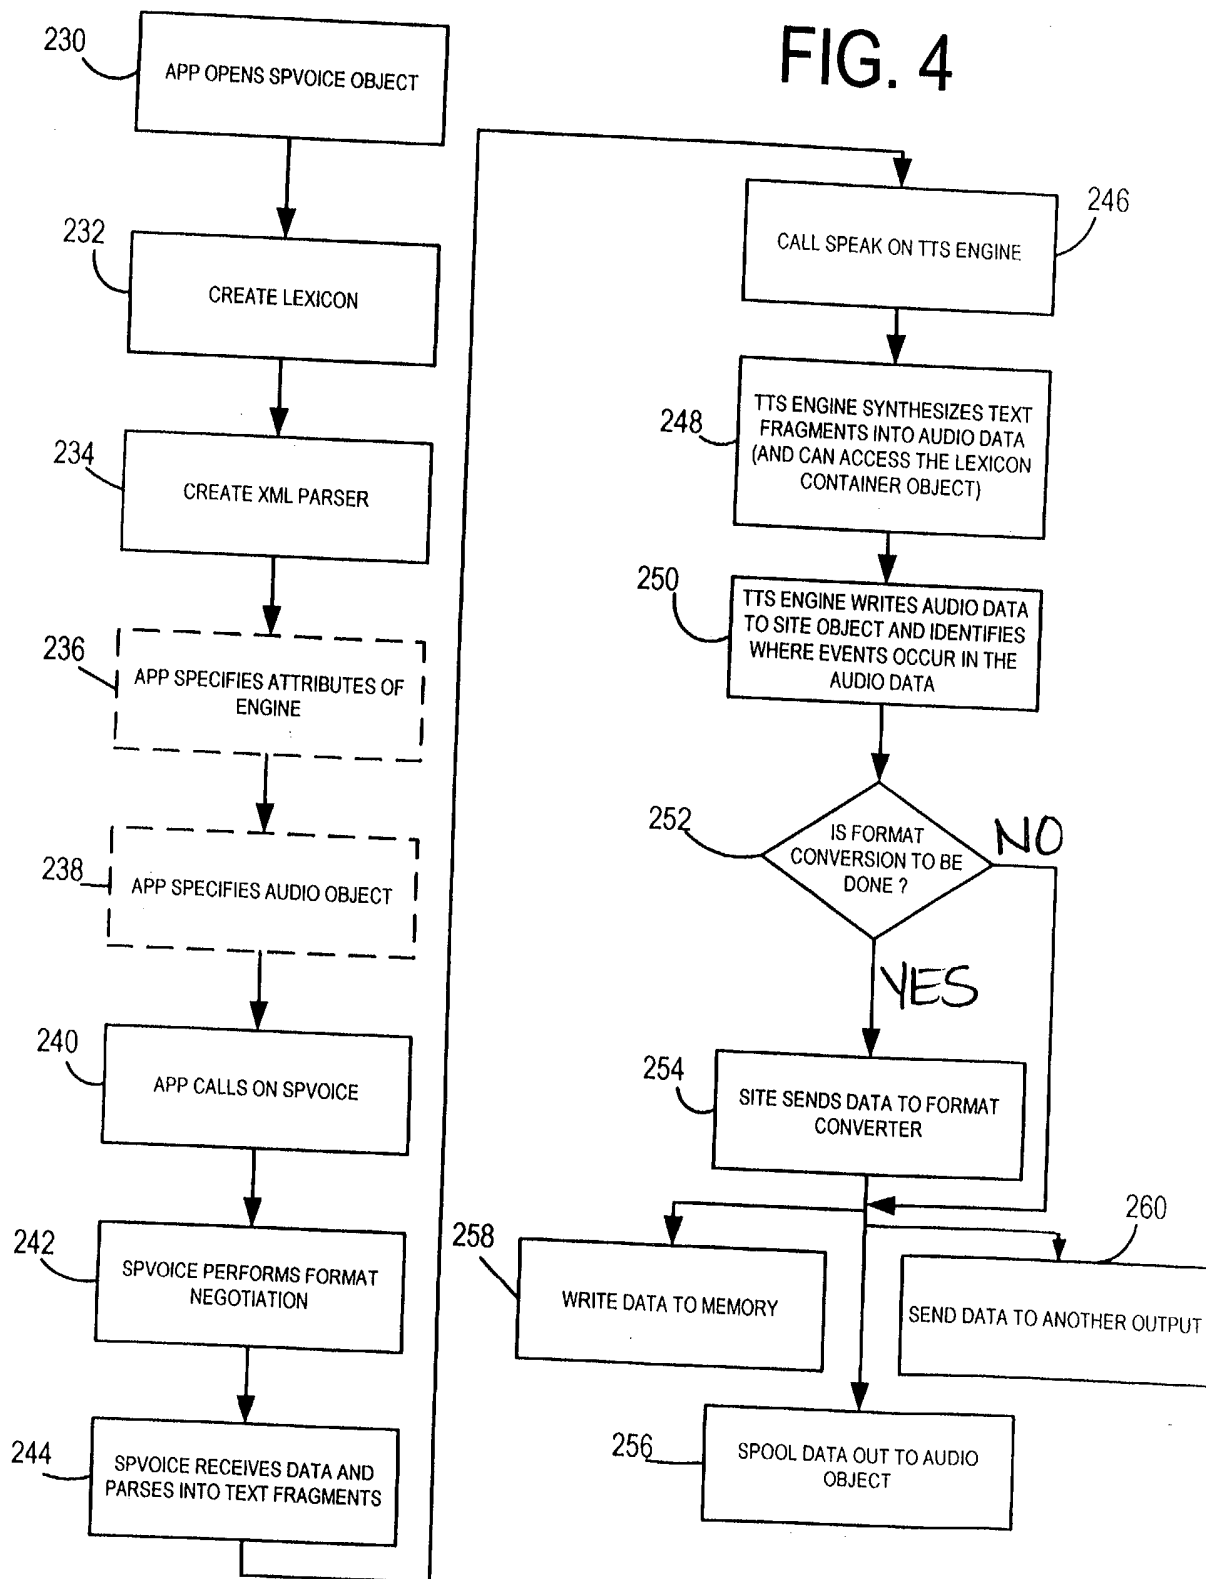 FIG. 4
230
APP OPENS SPVOICE OBJECT
232
CREATE LEXICON
234
CREATE XML PARSER
236
APP SPECIFIES ATTRIBUTES OF
ENGINE
238
APP SPECIFIES AUDIO OBJECT
240
APP CALLS ON SPVOICE
242
SPVOICE PERFORMS FORMAT
NEGOTIATION
244
SPVOICE RECEIVES DATA AND
PARSES INTO TEXT FRAGMENTS
246
CALL SPEAK ON TTS ENGINE
248
TTS ENGINE SYNTHESIZES TEXT
FRAGMENTS INTO AUDIO DATA
(AND CAN ACCESS THE LEXICON
CONTAINER OBJECT)
250
TTS ENGINE WRITES AUDIO DATA
TO SITE OBJECT AND IDENTIFIES
WHERE EVENTS OCCUR IN THE
AUDIO DATA
252
IS FORMAT
CONVERSION TO BE
DONE ?
NO
YES
254
SITE SENDS DATA TO FORMAT
CONVERTER
258
WRITE DATA TO MEMORY
260
SEND DATA TO ANOTHER OUTPUT
256
SPOOL DATA OUT TO AUDIO
OBJECT